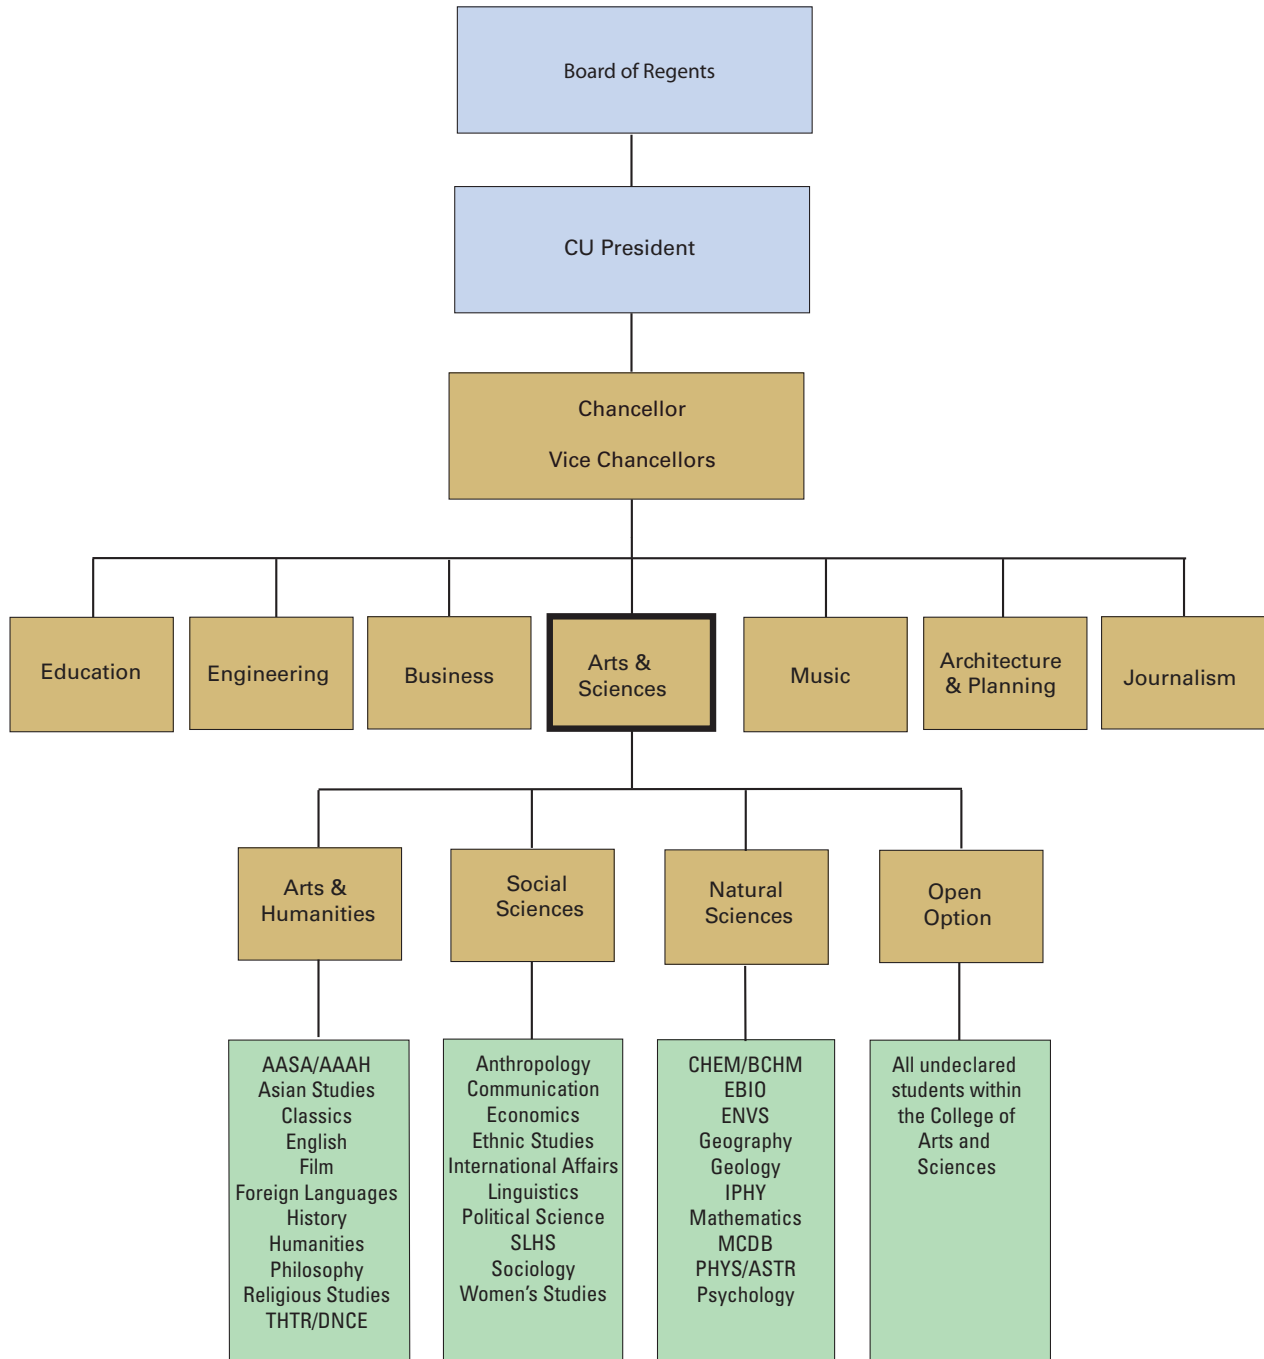 Board of Regents
CU President
Chancellor
Vice Chancellors
Education
Engineering
Business
Arts &
Sciences
Music
Architecture
& Planning
Journalism
Arts &
Humanities
Social
Sciences
Natural
Sciences
Open
Option
AASA/AAAH
Asian Studies
Classics
English
Film
Foreign Languages
History
Humanities
Philosophy
Religious Studies
THTR/DNCE
Anthropology
Communication
Economics
Ethnic Studies
International Affairs
Linguistics
Political Science
SLHS
Sociology
Women's Studies
CHEM/BCHM
EBIO
ENVS
Geography
Geology
IPHY
Mathematics
MCDB
PHYS/ASTR
Psychology
All undeclared
students within
the College of
Arts and
Sciences